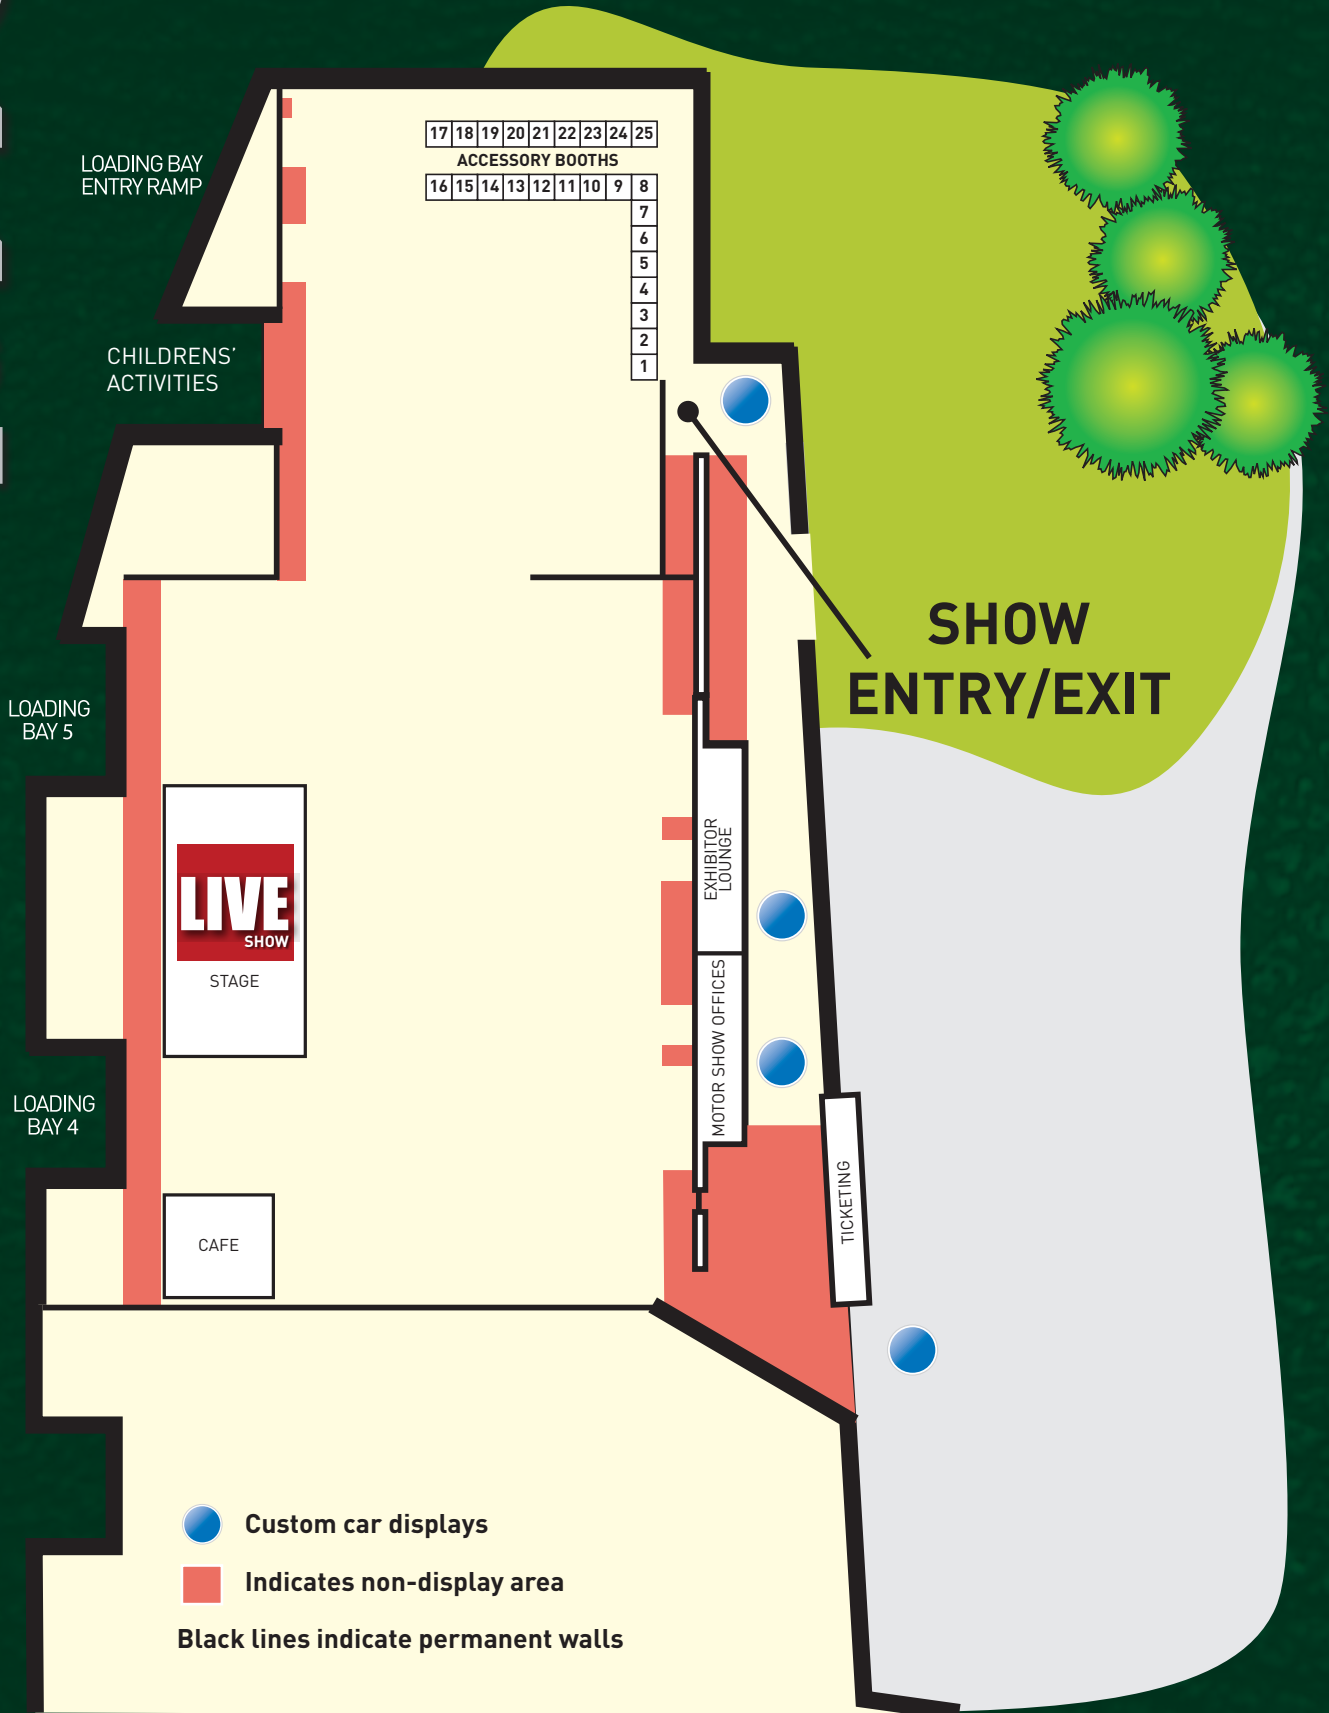 17 18 19 20 21 22 23 24 25
ACCESSORY BOOTHS
16 15 14 13 12 11 10 9 8
7
6
5
4
3
2
1
LOADING BAY
ENTRY RAMP
CHILDRENS’
ACTIVITIES
SHOW
ENTRY/EXIT
LOADING
BAY 5
EXHIBITOR
LOUNGE
LIVE
SHOW
STAGE
MOTOR SHOW OFFICES
LOADING
BAY 4
TICKETING
CAFE
Custom car displays
Indicates non-display area
Black lines indicate permanent walls